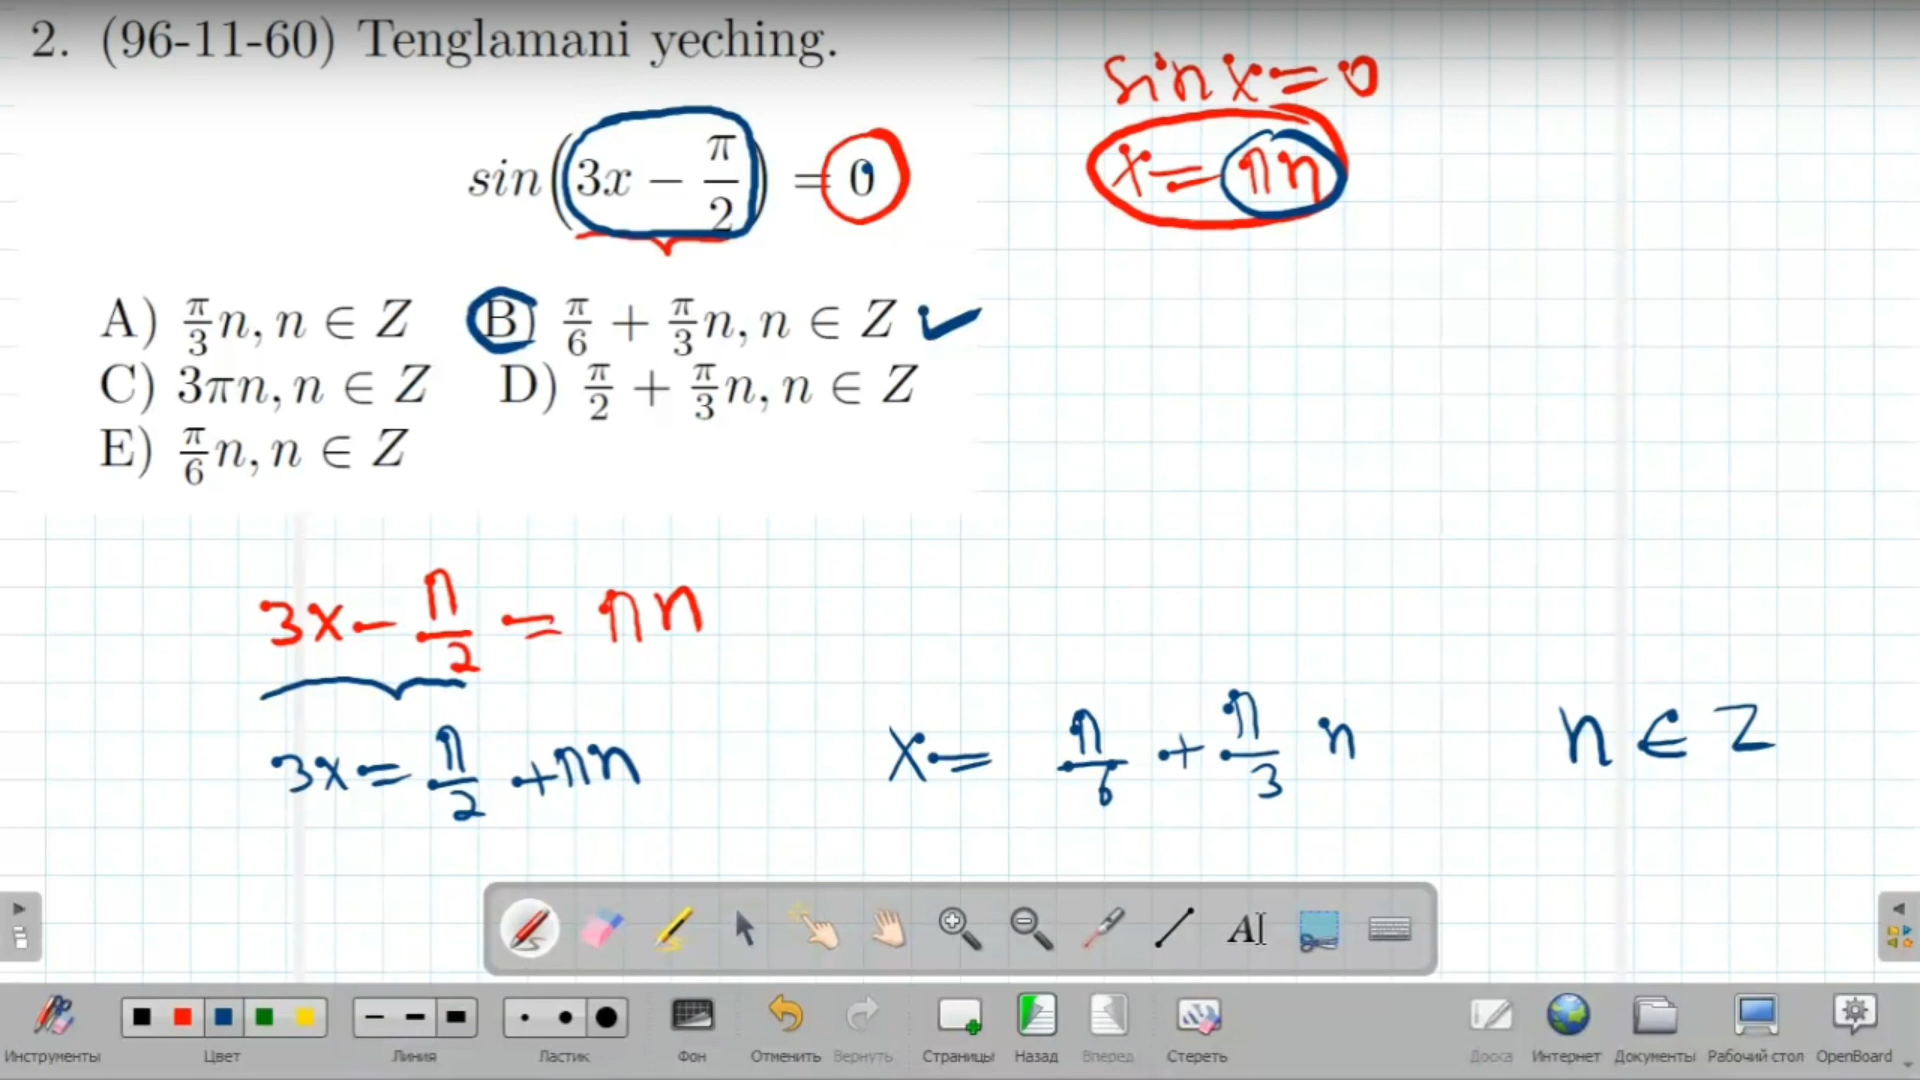 2. (96-11-60) Tenglamani yeching.
sin(3x − π/2) = 0
sin x = 0
x = πn
A) π/3 n, n ∈ Z B) π/6 + π/3 n, n ∈ Z ✓
C) 3πn, n ∈ Z D) π/2 + π/3 n, n ∈ Z
E) π/6 n, n ∈ Z
3x − π/2 = πn
3x = π/2 + πn
x = π/6 + π/3 n n ∈ Z
A
Инструменты Цвет Линия Ластик Фон Отменить Вернуть Страницы Назад Вперед Стереть Доска Интернет Документы Рабочий стол OpenBoard